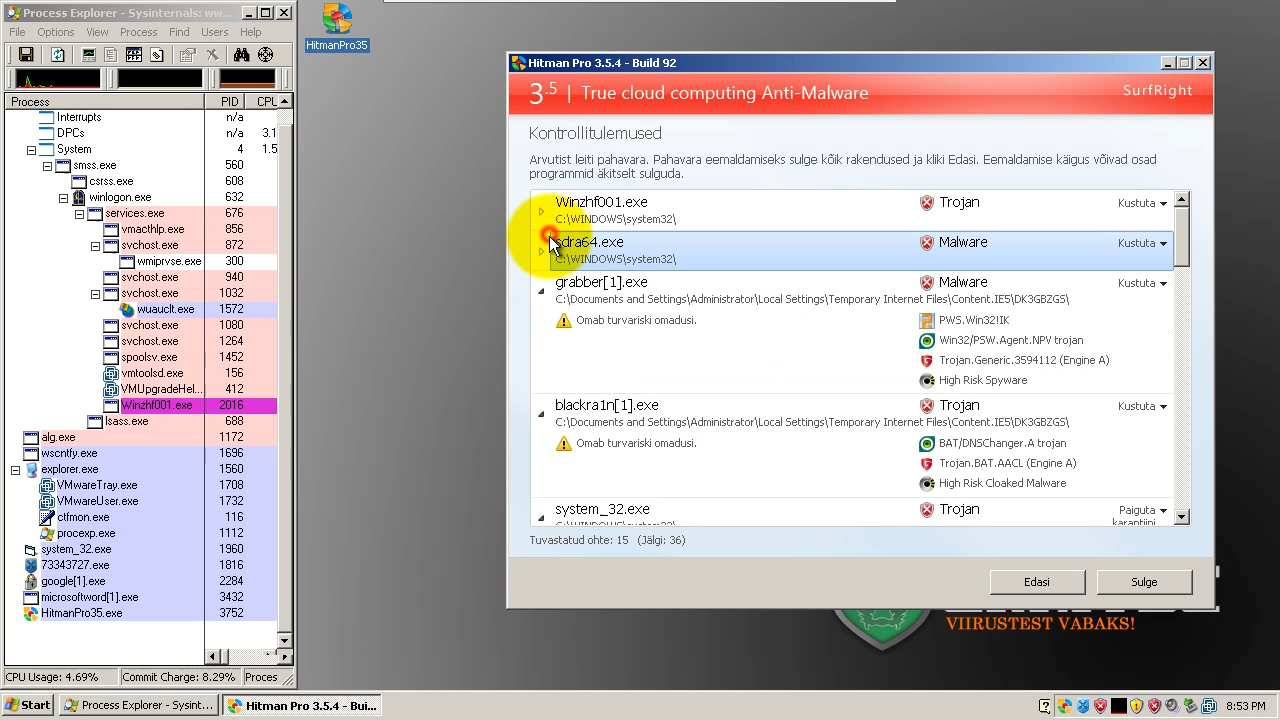 Process Explorer - Sysinternals: ww...
File Options View Process Find Users Help
Process PID CPU
Interrupts n/a
DPCs n/a 3.1
System 4 1.5
smss.exe 560
csrss.exe 608
winlogon.exe 632
services.exe 676
vmacthlp.exe 856
svchost.exe 872
wmiprvse.exe 384
svchost.exe 940
svchost.exe 1032
wuauclt.exe 1572
svchost.exe 1080
svchost.exe 1264
spoolsv.exe 1452
vmtoolsd.exe 156
VMUpgradeHel... 412
Winzhf001.exe 2016
lsass.exe 688
alg.exe 1172
wscntfy.exe 1696
explorer.exe 1560
VMwareTray.exe 1708
VMwareUser.exe 1732
ctfmon.exe 116
procexp.exe 1112
system_32.exe 1960
73343727.exe 1816
google[1].exe 2284
microsoftword[1].exe 3432
HitmanPro35.exe 3752
CPU Usage: 4.69% Commit Charge: 8.29% Proces
HitmanPro35
Hitman Pro 3.5.4 - Build 92
3.5 | True cloud computing Anti-Malware
SurfRight
Kontrollitulemused
Arvutist leiti pahavara. Pahavara eemaldamiseks sulge kõik rakendused ja kliki Edasi. Eemaldamise käigus võivad osad
programmid äkitselt sulguda.
Winzhf001.exe Trojan Kustuta
C:\WINDOWS\system32\
sdra64.exe Malware Kustuta
C:\WINDOWS\system32\
grabber[1].exe Malware Kustuta
C:\Documents and Settings\Administrator\Local Settings\Temporary Internet Files\Content.IE5\DK3GBZGS\
Omab turvariski omadusi. PWS.Win32!IK
Win32/PSW.Agent.NPV trojan
Trojan.Generic.3594112 (Engine A)
High Risk Spyware
blackra1n[1].exe Trojan Kustuta
C:\Documents and Settings\Administrator\Local Settings\Temporary Internet Files\Content.IE5\DK3GBZGS\
Omab turvariski omadusi. BAT/DNSChanger.A trojan
Trojan.BAT.AACL (Engine A)
High Risk Cloaked Malware
system_32.exe Trojan Paiguta
C:\WINDOWS\system32\ karantiini
Tuvastatud ohte: 15 (Jälgi: 36)
Edasi Sulge
VIIRUSTEST VABAKS!
Start Process Explorer - Sysint... Hitman Pro 3.5.4 - Bui... 8:53 PM